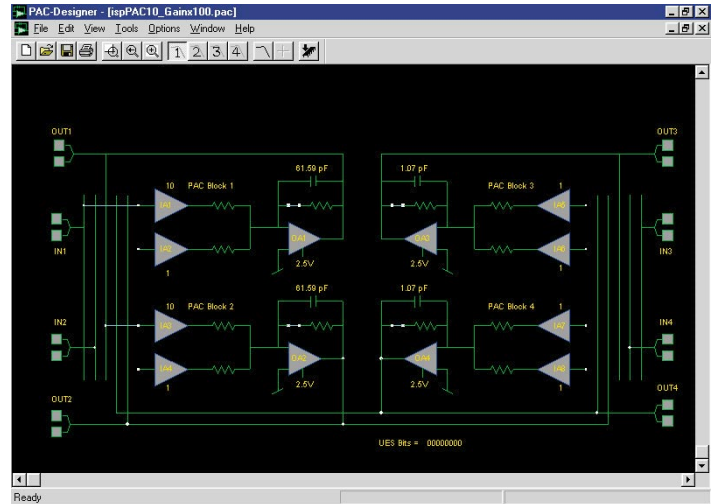 PAC-Designer - [ispPAC10_Gainx100.pac]
File Edit View Tools Options Window Help
1 2 3 4
OUT1
OUT3
61.59 pF
1.07 pF
10 PAC Block 1
PAC Block 3 1
IA1
OA1
OA3
IA5
IA2
IA6
IN1
IN3
2.5V
2.5V
1
1
61.59 pF
1.07 pF
10 PAC Block 2
PAC Block 4 1
IN2
IN4
IA3
IA7
OA2
OA4
IA4
IA8
2.5V
2.5V
1
1
OUT2
OUT4
UES Bits = 00000000
Ready